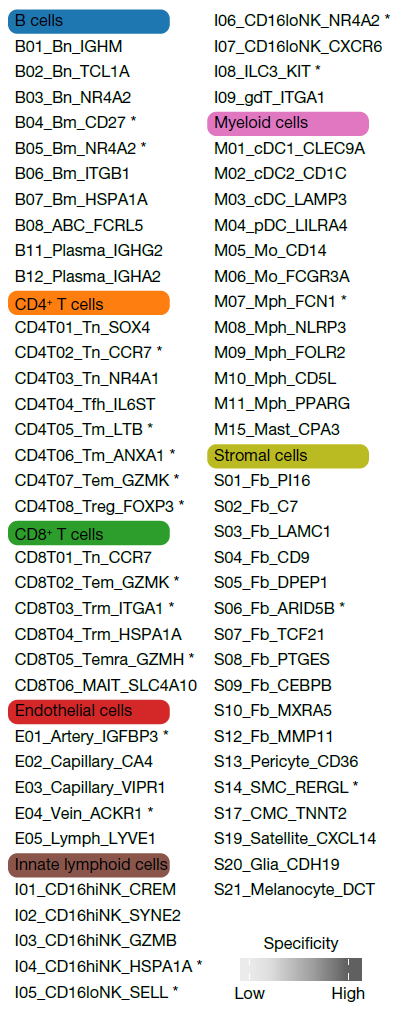 B cells
B01_Bn_IGHM
B02_Bn_TCL1A
B03_Bn_NR4A2
B04_Bm_CD27 *
B05_Bm_NR4A2 *
B06_Bm_ITGB1
B07_Bm_HSPA1A
B08_ABC_FCRL5
B11_Plasma_IGHG2
B12_Plasma_IGHA2
CD4⁺ T cells
CD4T01_Tn_SOX4
CD4T02_Tn_CCR7 *
CD4T03_Tn_NR4A1
CD4T04_Tfh_IL6ST
CD4T05_Tm_LTB *
CD4T06_Tm_ANXA1 *
CD4T07_Tem_GZMK *
CD4T08_Treg_FOXP3 *
CD8⁺ T cells
CD8T01_Tn_CCR7
CD8T02_Tem_GZMK *
CD8T03_Trm_ITGA1 *
CD8T04_Trm_HSPA1A
CD8T05_Temra_GZMH *
CD8T06_MAIT_SLC4A10
Endothelial cells
E01_Artery_IGFBP3 *
E02_Capillary_CA4
E03_Capillary_VIPR1
E04_Vein_ACKR1 *
E05_Lymph_LYVE1
Innate lymphoid cells
I01_CD16hiNK_CREM
I02_CD16hiNK_SYNE2
I03_CD16hiNK_GZMB
I04_CD16hiNK_HSPA1A *
I05_CD16loNK_SELL *
I06_CD16loNK_NR4A2 *
I07_CD16loNK_CXCR6
I08_ILC3_KIT *
I09_gdT_ITGA1
Myeloid cells
M01_cDC1_CLEC9A
M02_cDC2_CD1C
M03_cDC_LAMP3
M04_pDC_LILRA4
M05_Mo_CD14
M06_Mo_FCGR3A
M07_Mph_FCN1 *
M08_Mph_NLRP3
M09_Mph_FOLR2
M10_Mph_CD5L
M11_Mph_PPARG
M15_Mast_CPA3
Stromal cells
S01_Fb_PI16
S02_Fb_C7
S03_Fb_LAMC1
S04_Fb_CD9
S05_Fb_DPEP1
S06_Fb_ARID5B *
S07_Fb_TCF21
S08_Fb_PTGES
S09_Fb_CEBPB
S10_Fb_MXRA5
S12_Fb_MMP11
S13_Pericyte_CD36
S14_SMC_RERGL *
S17_CMC_TNNT2
S19_Satellite_CXCL14
S20_Glia_CDH19
S21_Melanocyte_DCT
Specificity
Low High